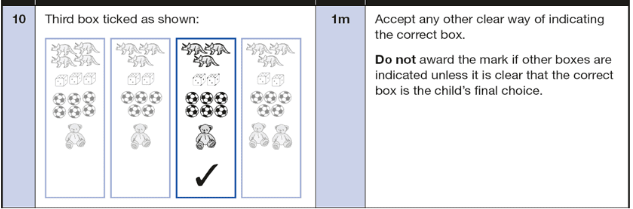 10 Third box ticked as shown: 1m Accept any other clear way of indicating
the correct box.
Do not award the mark if other boxes are
indicated unless it is clear that the correct
box is the child's final choice.